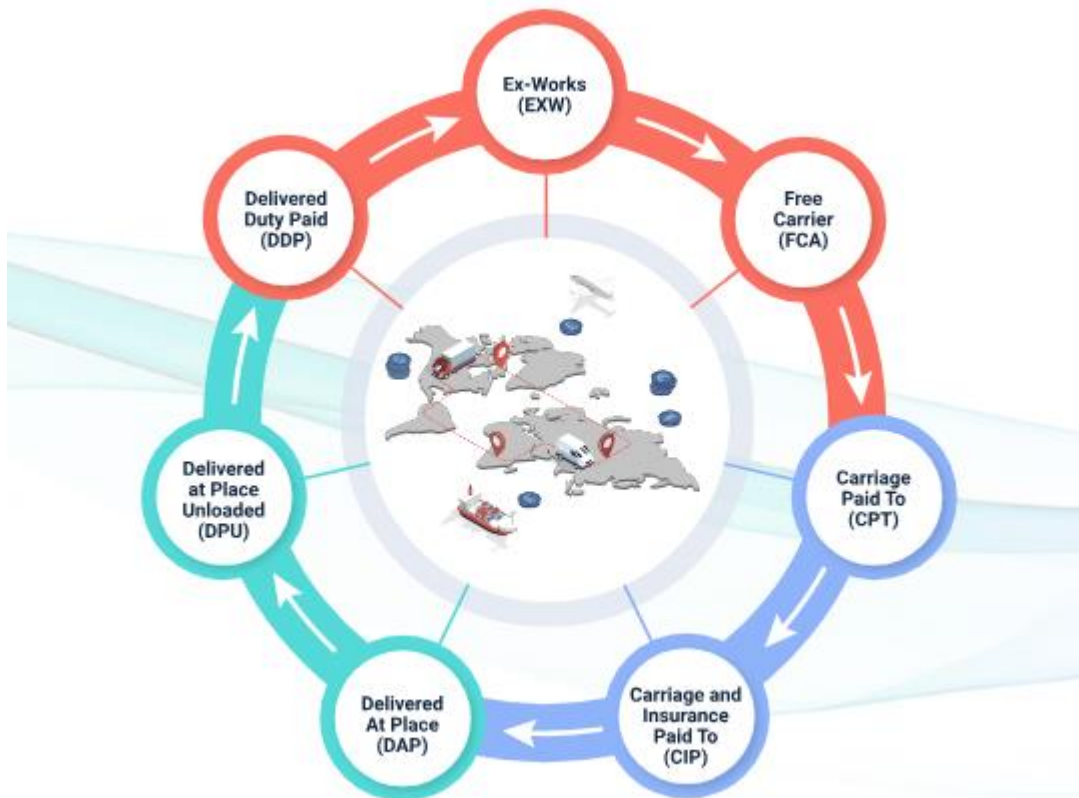 Ex-Works
(EXW)
Free
Carrier
(FCA)
Carriage
Paid To
(CPT)
Carriage and
Insurance
Paid To
(CIP)
Delivered
At Place
(DAP)
Delivered
at Place
Unloaded
(DPU)
Delivered
Duty Paid
(DDP)